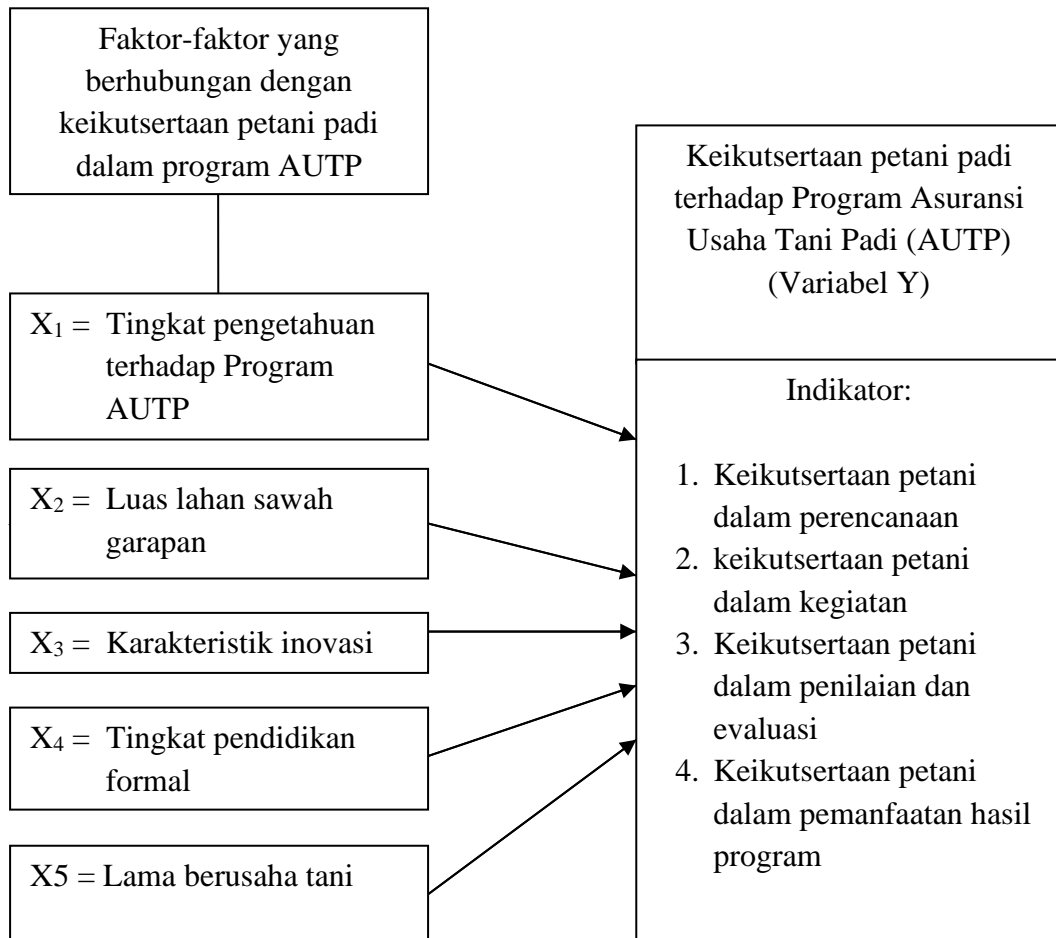 Faktor-faktor yang
berhubungan dengan
keikutsertaan petani padi
dalam program AUTP
X₁ = Tingkat pengetahuan
terhadap Program
AUTP
X₂ = Luas lahan sawah
garapan
X₃ = Karakteristik inovasi
X₄ = Tingkat pendidikan
formal
X5 = Lama berusaha tani
Keikutsertaan petani padi
terhadap Program Asuransi
Usaha Tani Padi (AUTP)
(Variabel Y)
Indikator:
1. Keikutsertaan petani
dalam perencanaan
2. keikutsertaan petani
dalam kegiatan
3. Keikutsertaan petani
dalam penilaian dan
evaluasi
4. Keikutsertaan petani
dalam pemanfaatan hasil
program